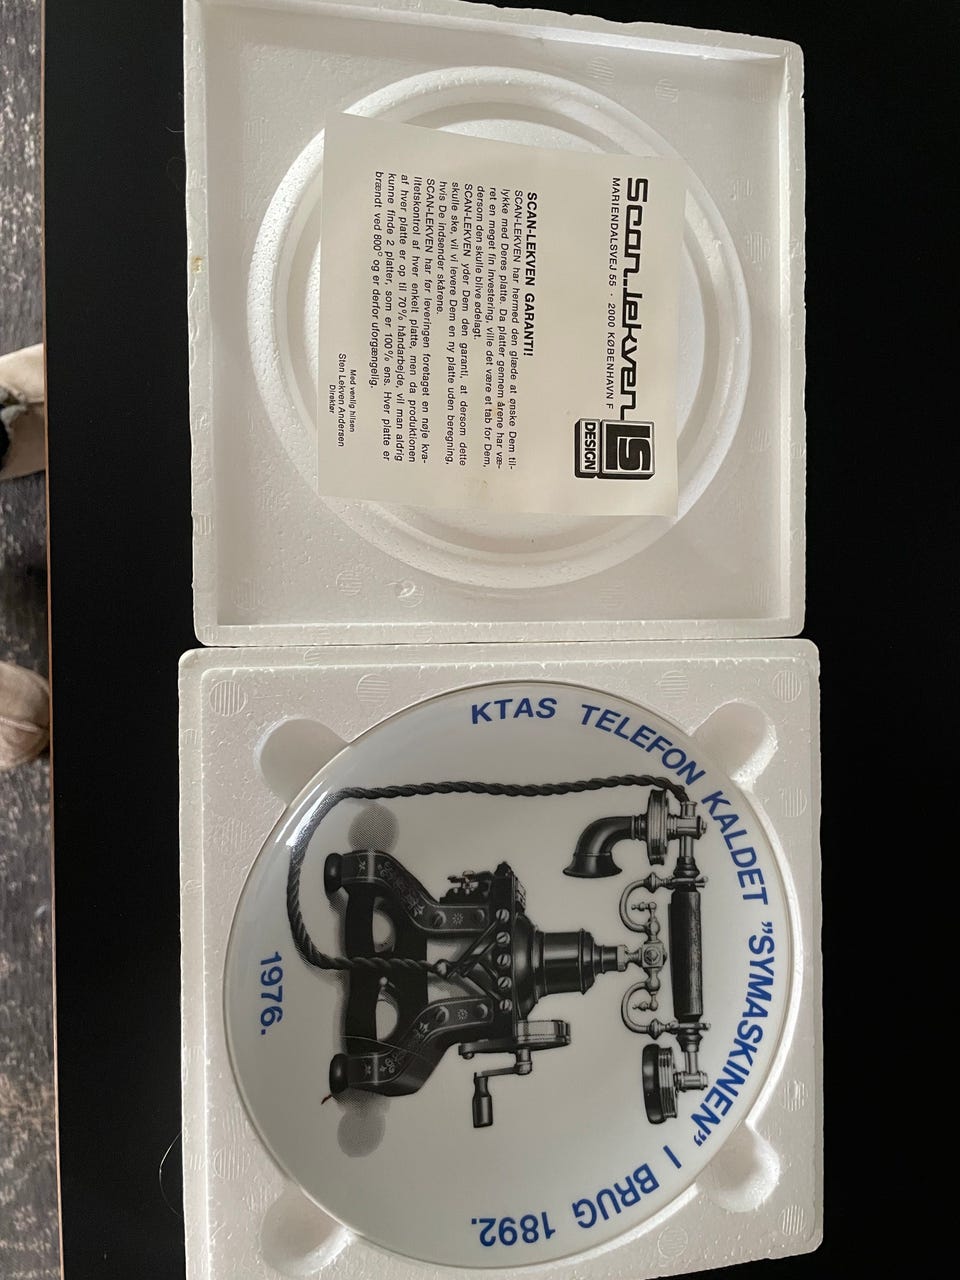 Scan-lekven
MARIENDALSVEJ 55 · 2000 KØBENHAVN F
LS
DESIGN
SCAN-LEKVEN GARANTI!
SCAN-LEKVEN har hermed den glæde at ønske Dem til-
lykke med Deres platte. Da platter gennem årene har væ-
ret en meget fin investering, ville det være et tab for Dem,
dersom den skulle blive ødelagt.
SCAN-LEKVEN yder Dem den garanti, at dersom dette
skulle ske, vil vi levere Dem en ny platte uden beregning,
hvis De indsender skårene.
SCAN-LEKVEN har før leveringen foretaget en nøje kva-
litetskontrol af hver enkelt platte, men da produktionen
af hver platte er op til 70% håndarbejde, vil man aldrig
kunne finde 2 platter, som er 100% ens. Hver platte er
brændt ved 800° og er derfor uforgængelig.
Med venlig hilsen
Sten Lekven Andersen
Direktør
KTAS TELEFON KALDET "SYMASKINEN" I BRUG 1892.
1976.